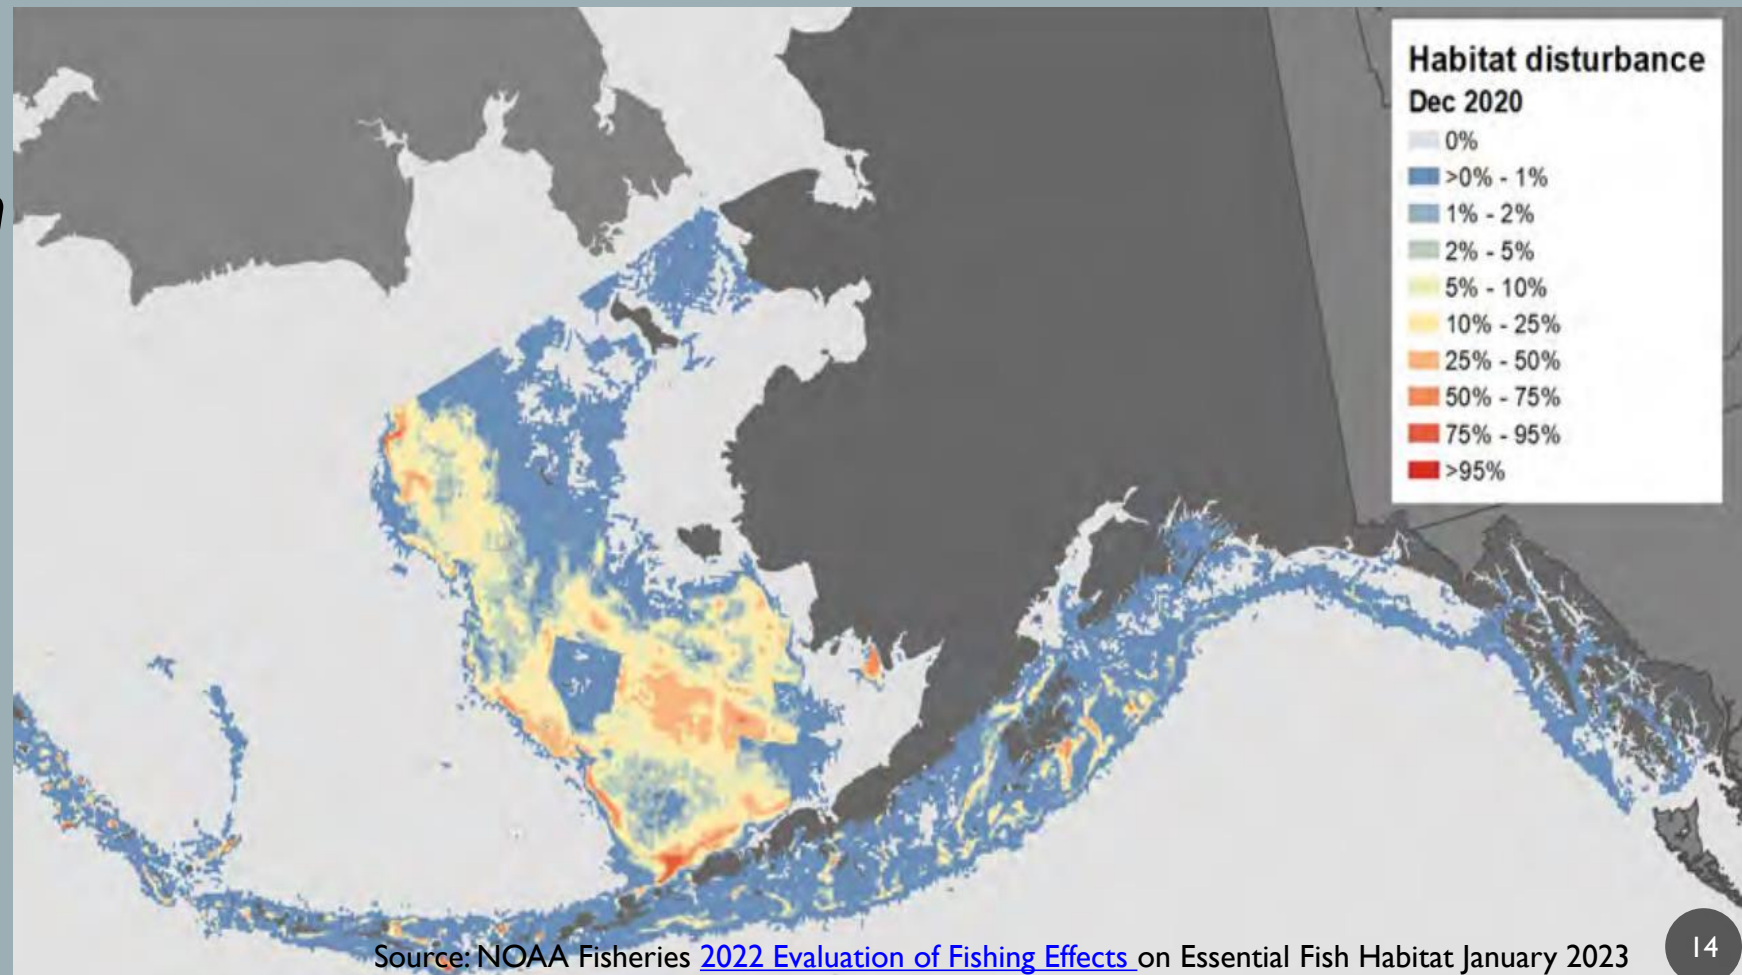 Habitat disturbance
Dec 2020
0%
>0% - 1%
1% - 2%
2% - 5%
5% - 10%
10% - 25%
25% - 50%
50% - 75%
75% - 95%
>95%
Source: NOAA Fisheries 2022 Evaluation of Fishing Effects on Essential Fish Habitat January 2023
14